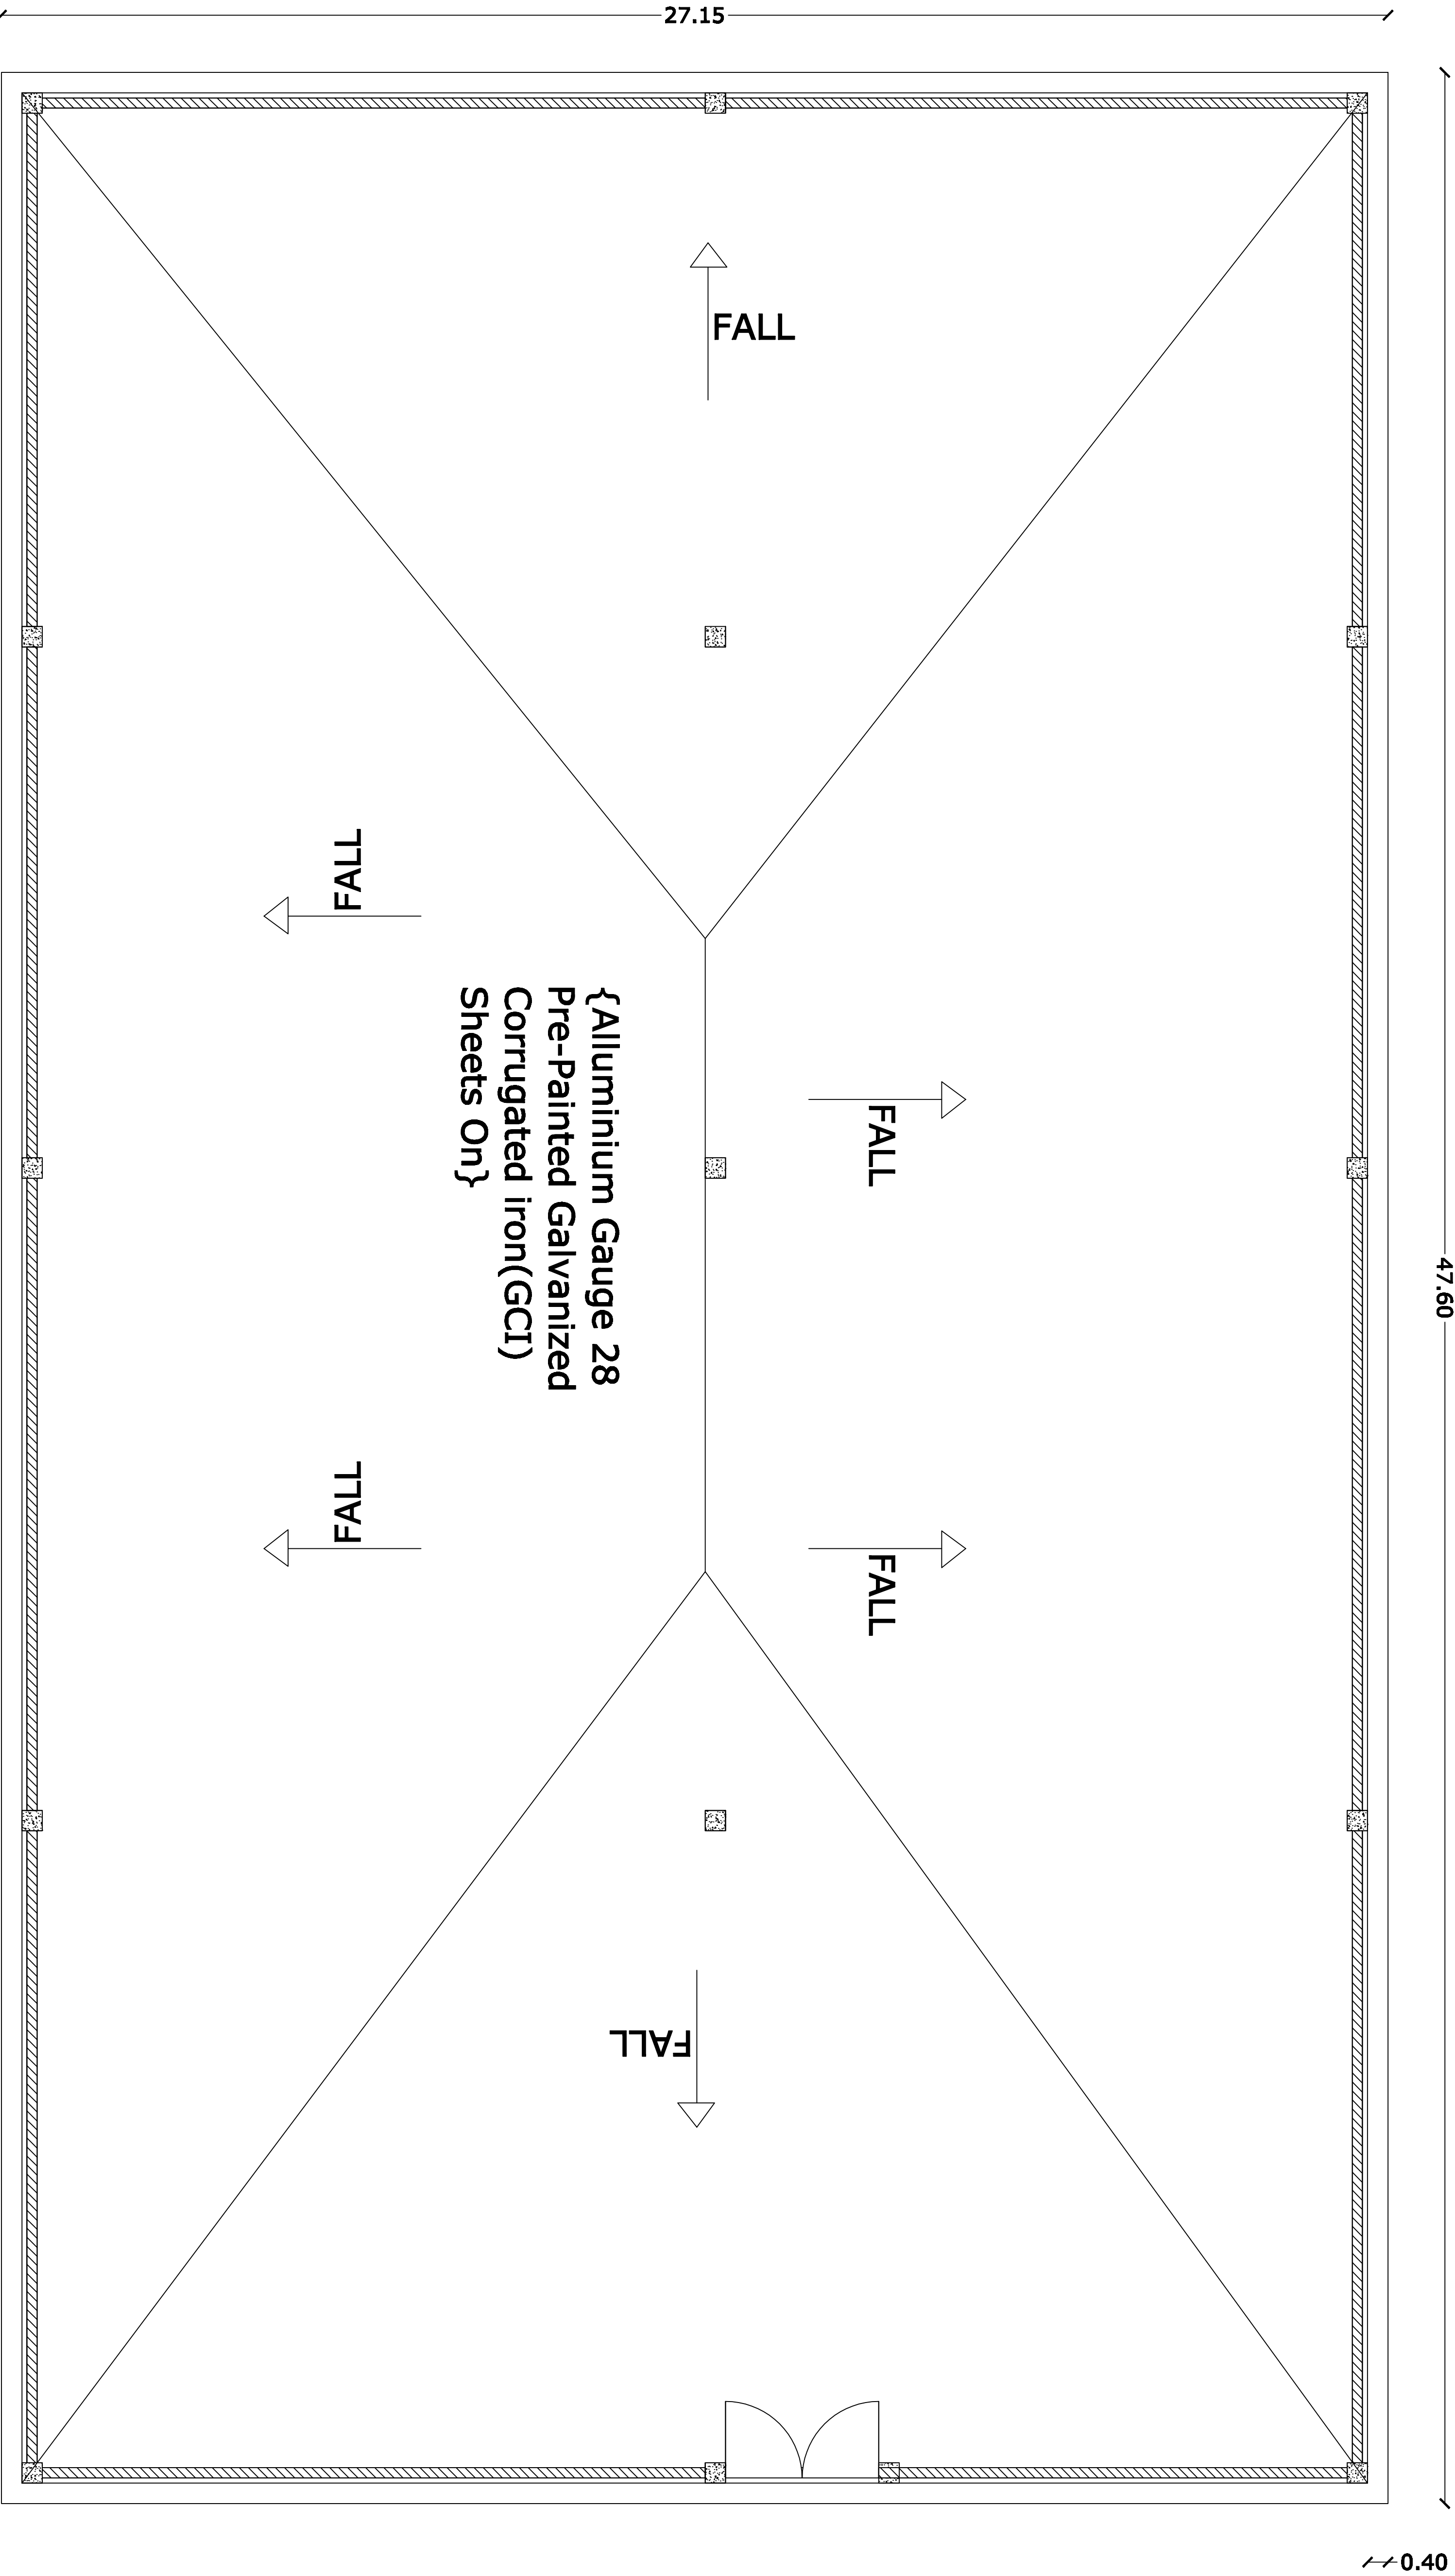 27.15
47.60
FALL
FALL
FALL
{Alluminium Gauge 28
Pre-Painted Galvanized
Corrugated iron(GCI)
Sheets On}
FALL
FALL
FALL
0.40